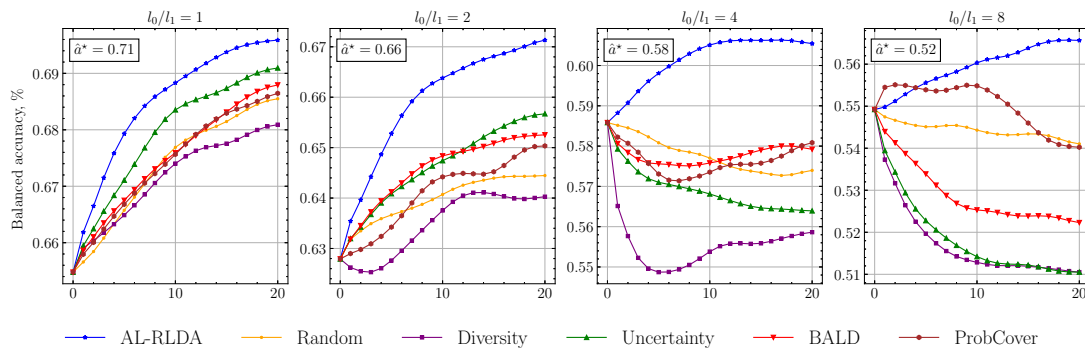 l₀/l₁ = 1
l₀/l₁ = 2
l₀/l₁ = 4
l₀/l₁ = 8
Balanced accuracy, %
â* = 0.71
0.69
0.68
0.67
0.66
0 10 20
â* = 0.66
0.67
0.66
0.65
0.64
0.63
0 10 20
â* = 0.58
0.60
0.59
0.58
0.57
0.56
0.55
0 10 20
â* = 0.52
0.56
0.55
0.54
0.53
0.52
0.51
0 10 20
AL-RLDA Random Diversity Uncertainty BALD ProbCover